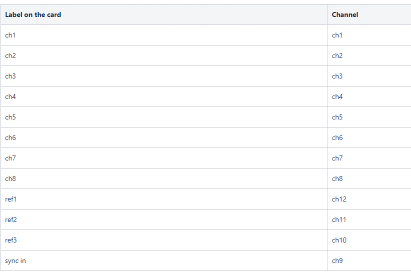 Label on the card Channel
ch1 ch1
ch2 ch2
ch3 ch3
ch4 ch4
ch5 ch5
ch6 ch6
ch7 ch7
ch8 ch8
ref1 ch12
ref2 ch11
ref3 ch10
sync in ch9